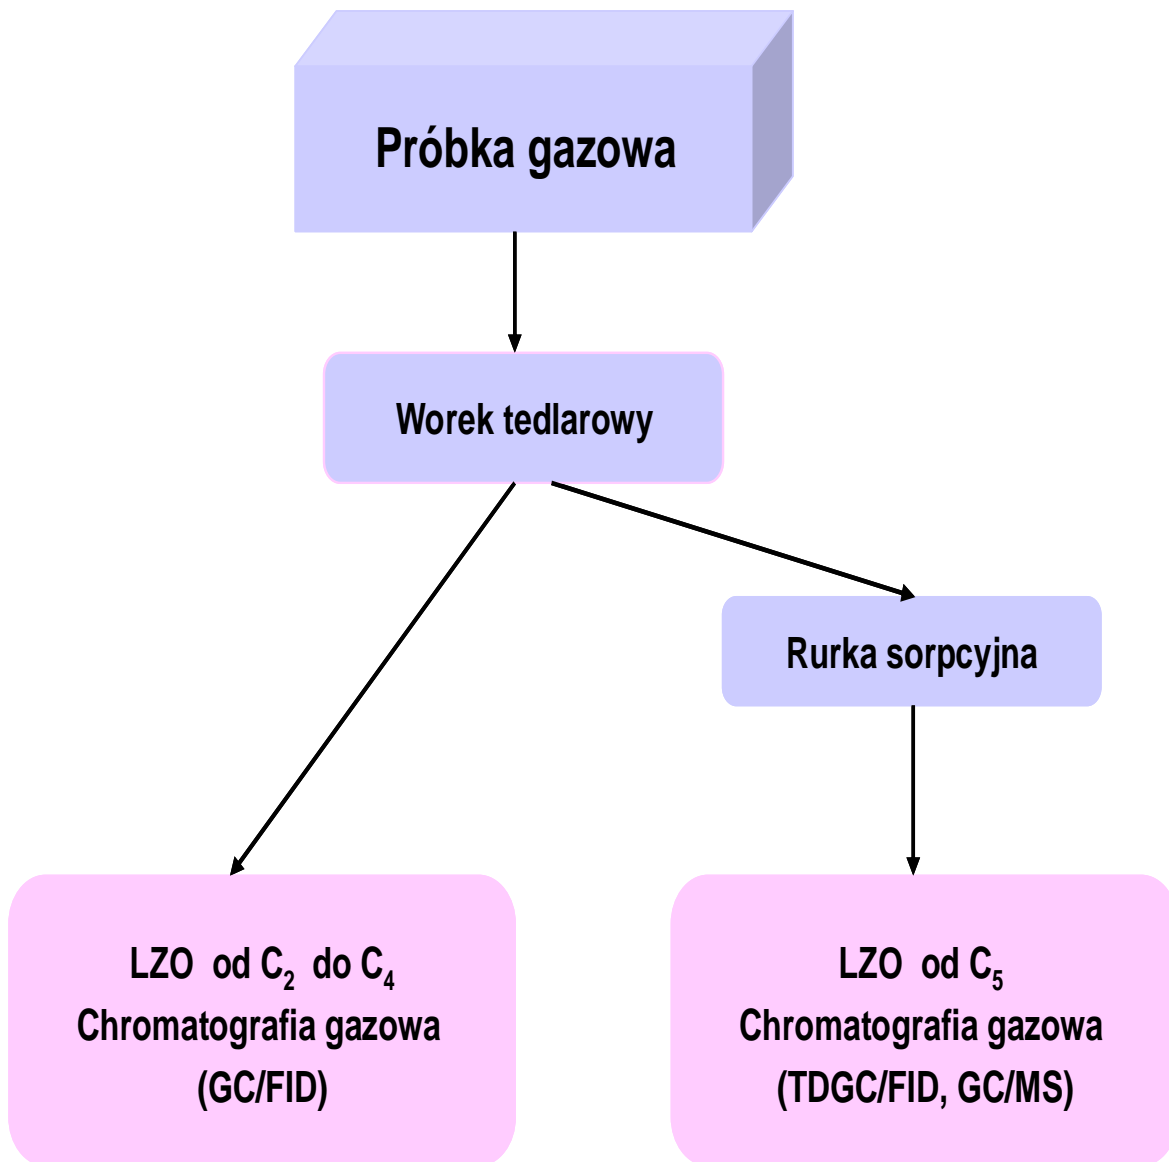 Próbka gazowa
Worek tedlarowy
Rurka sorpcyjna
LZO od C₂ do C₄
Chromatografia gazowa
(GC/FID)
LZO od C₅
Chromatografia gazowa
(TDGC/FID, GC/MS)